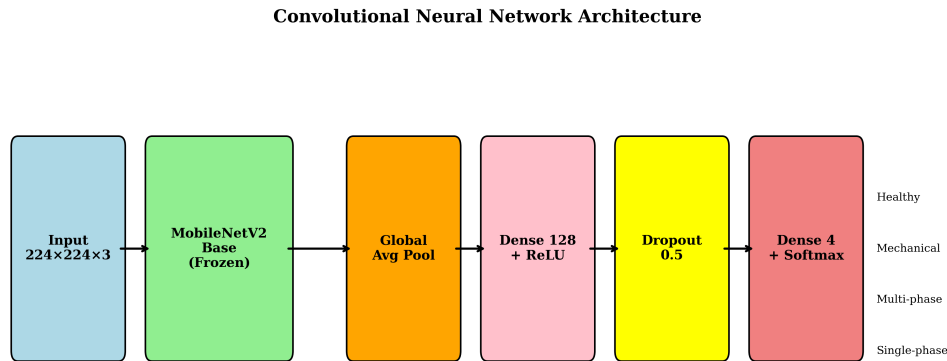 Convolutional Neural Network Architecture
Input
224×224×3
MobileNetV2
Base
(Frozen)
Global
Avg Pool
Dense 128
+ ReLU
Dropout
0.5
Dense 4
+ Softmax
Healthy
Mechanical
Multi-phase
Single-phase